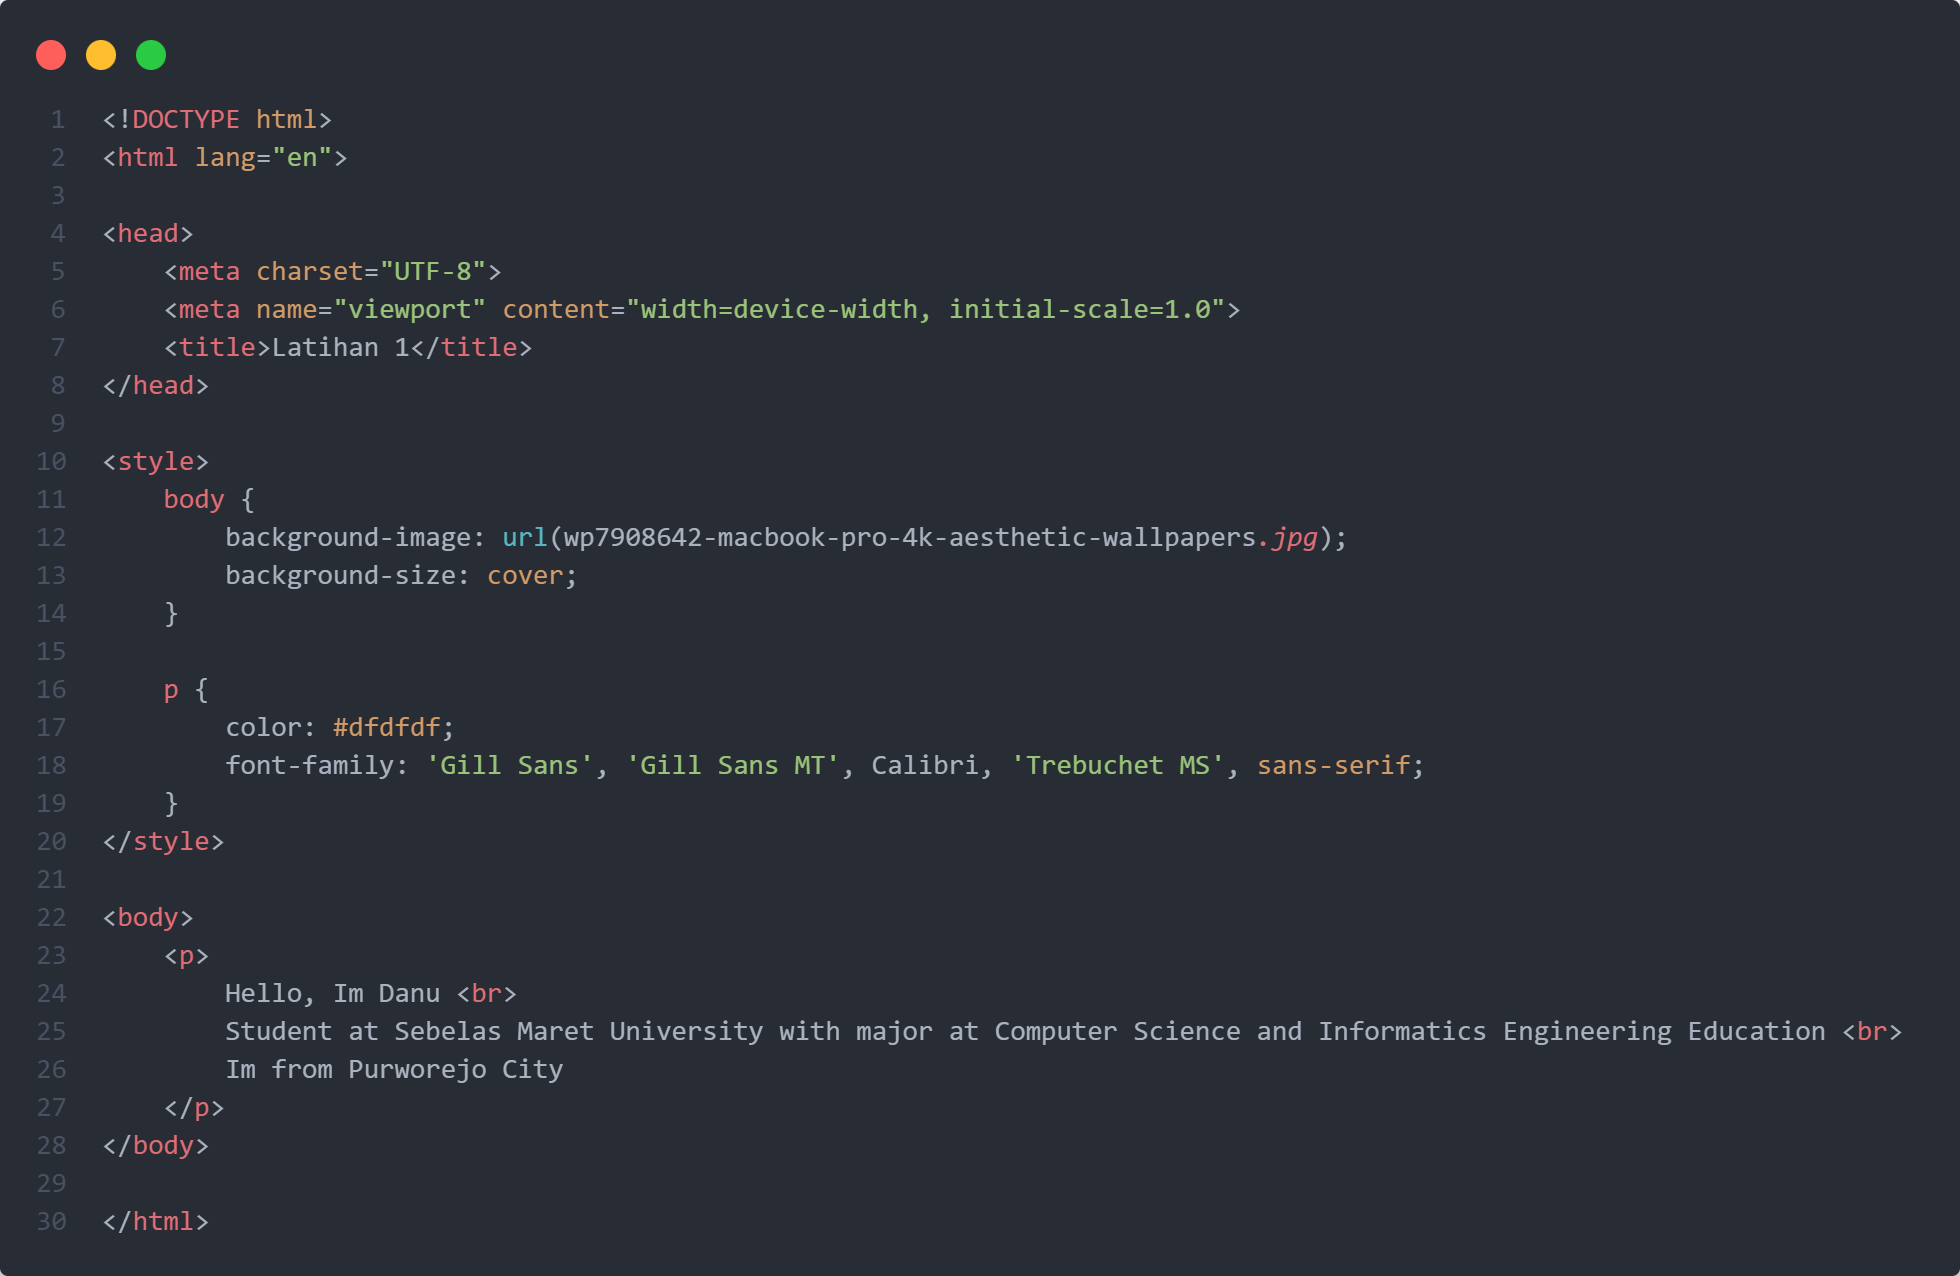 1 <!DOCTYPE html>
2 <html lang="en">
3
4 <head>
5     <meta charset="UTF-8">
6     <meta name="viewport" content="width=device-width, initial-scale=1.0">
7     <title>Latihan 1</title>
8 </head>
9
10 <style>
11     body {
12         background-image: url(wp7908642-macbook-pro-4k-aesthetic-wallpapers.jpg);
13         background-size: cover;
14     }
15
16     p {
17         color: #dfdfdf;
18         font-family: 'Gill Sans', 'Gill Sans MT', Calibri, 'Trebuchet MS', sans-serif;
19     }
20 </style>
21
22 <body>
23     <p>
24         Hello, Im Danu <br>
25         Student at Sebelas Maret University with major at Computer Science and Informatics Engineering Education <br>
26         Im from Purworejo City
27     </p>
28 </body>
29
30 </html>